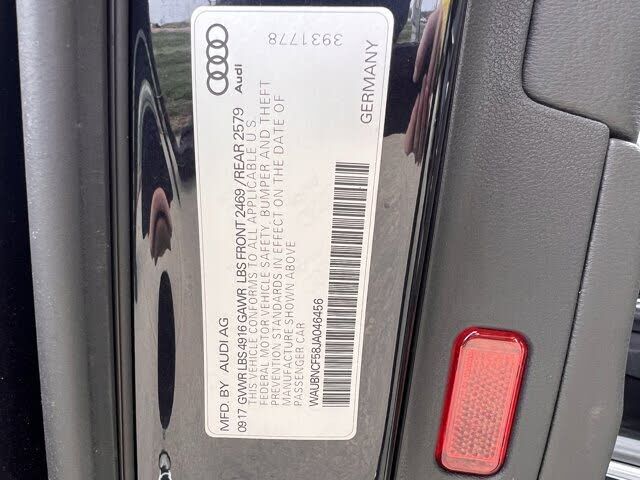 Audi
3931778
MFD. BY AUDI AG
GERMANY
0917 GVWR LBS 4916 GAWR LBS FRONT 2469 / REAR 2579
THIS VEHICLE CONFORMS TO ALL APPLICABLE U.S.
FEDERAL MOTOR VEHICLE SAFETY, BUMPER AND THEFT
PREVENTION STANDARDS IN EFFECT ON THE DATE OF
MANUFACTURE SHOWN ABOVE
PASSENGER CAR
WAUBNCF58JA046456